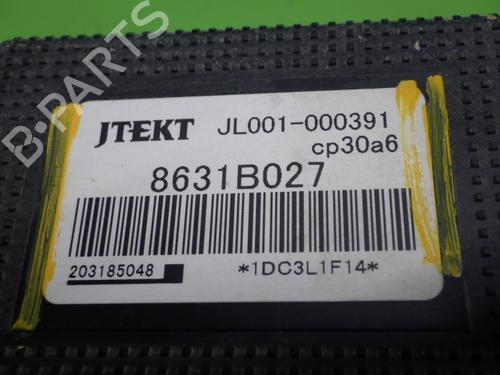 JTEKT JL001-000391
cp30a6
8631B027
203185048 *1DC3L1F14*
B-PARTS